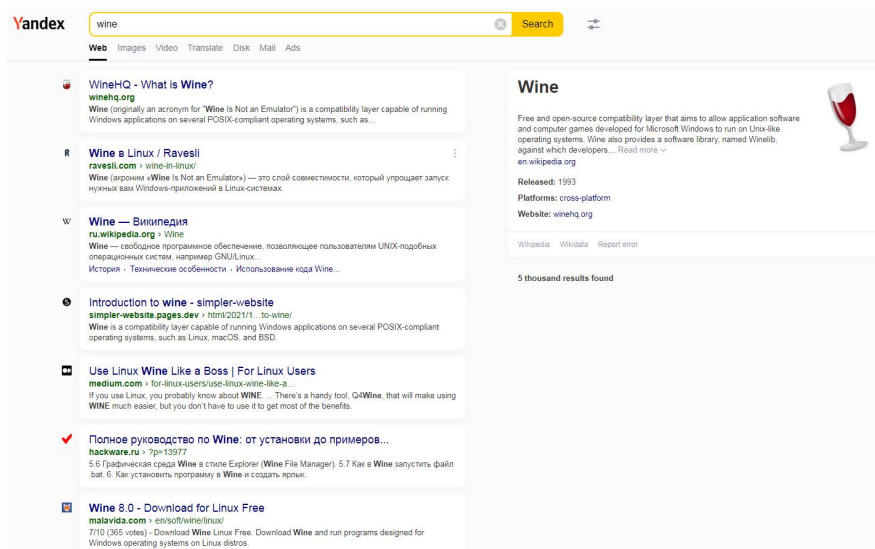 Yandex
wine
Search
Web Images Video Translate Disk Mail Ads
WineHQ - What is Wine?
winehq.org
Wine (originally an acronym for "Wine Is Not an Emulator") is a compatibility layer capable of running
Windows applications on several POSIX-compliant operating systems, such as...
Wine в Linux / Ravesli
ravesli.com › wine-in-linux/
Wine (акроним «Wine Is Not an Emulator») — это слой совместимости, который упрощает запуск
нужных вам Windows-приложений в Linux-системах.
Wine — Википедия
ru.wikipedia.org › Wine
Wine — свободное программное обеспечение, позволяющее пользователям UNIX-подобных
операционных систем, например GNU/Linux...
История · Технические особенности · Использование кода Wine...
Introduction to wine - simpler-website
simpler-website.pages.dev › html/2021/1...to-wine/
Wine is a compatibility layer capable of running Windows applications on several POSIX-compliant
operating systems, such as Linux, macOS, and BSD.
Use Linux Wine Like a Boss | For Linux Users
medium.com › for-linux-users/use-linux-wine-like-a...
If you use Linux, you probably know about WINE. ... There's a handy tool, Q4Wine, that will make using
WINE much easier, but you don't have to use it to get most of the benefits.
Полное руководство по Wine: от установки до примеров...
hackware.ru › ?p=13977
5.6 Графическая среда Wine в стиле Explorer (Wine File Manager). 5.7 Как в Wine запустить файл
.bat. 6. Как установить программу в Wine и создать ярлык.
Wine 8.0 - Download for Linux Free
malavida.com › en/soft/wine/linux/
7/10 (365 votes) - Download Wine Linux Free. Download Wine and run programs designed for
Windows operating systems on Linux distros.
Wine
Free and open-source compatibility layer that aims to allow application software
and computer games developed for Microsoft Windows to run on Unix-like
operating systems. Wine also provides a software library, named Winelib,
against which developers... Read more
en.wikipedia.org
Released: 1993
Platforms: cross-platform
Website: winehq.org
Wikipedia Wikidata Report error
5 thousand results found